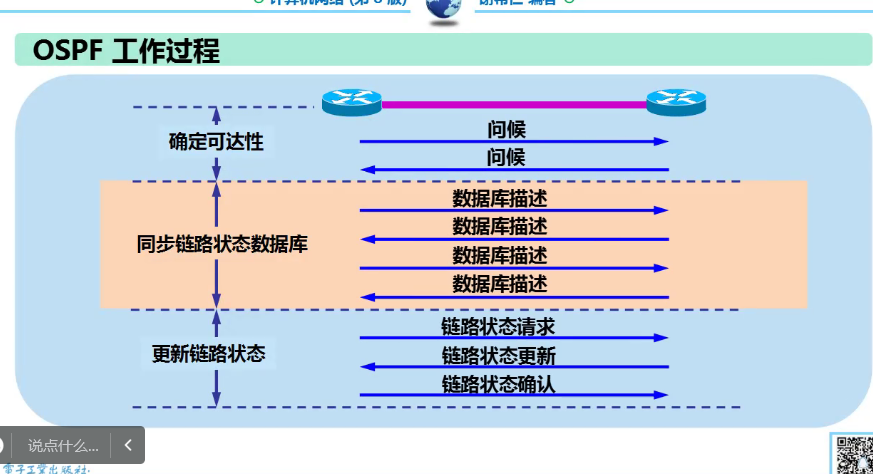 计算机网络 (第 8 版)
谢希仁 编著
OSPF 工作过程
确定可达性
问候
问候
同步链路状态数据库
数据库描述
数据库描述
数据库描述
数据库描述
更新链路状态
链路状态请求
链路状态更新
链路状态确认
说点什么...
電子工業出版社.